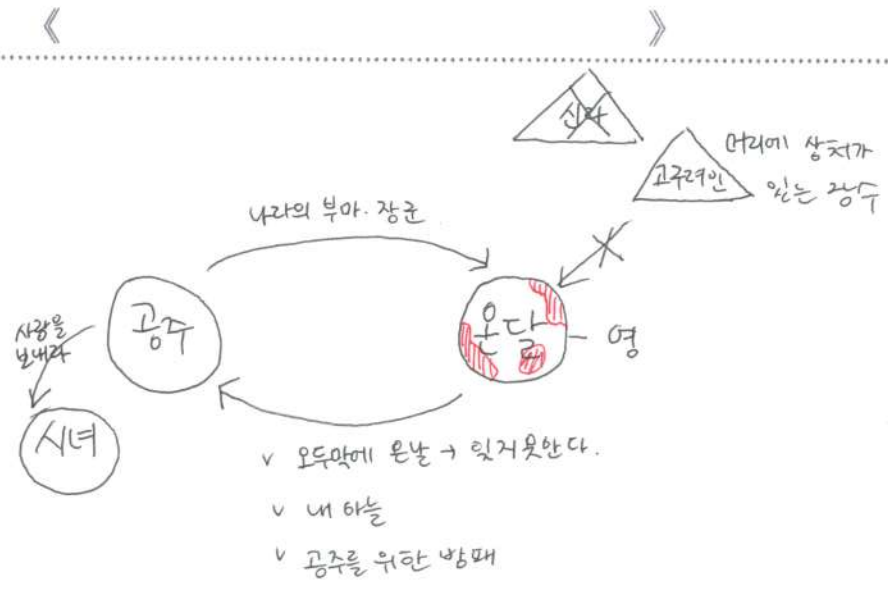 《 》
신라
머리에 상처가
고구려인
있는 장수
나라의 부마·장군
사랑을
보내라
공주
온달 - 영
시녀
v 오두막에 온날 → 잊지못한다.
v 내 하늘
v 공주를 위한 방패